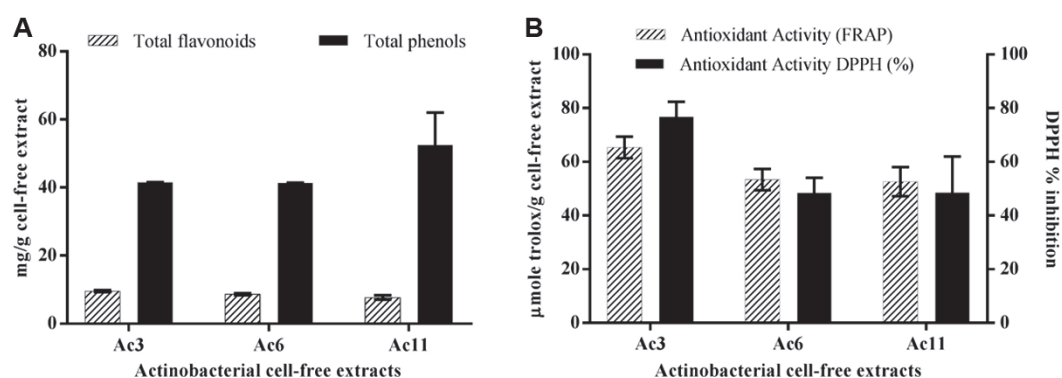 A
Total flavonoids
Total phenols
mg/g cell-free extract
80
60
40
20
0
Ac3
Ac6
Ac11
Actinobacterial cell-free extracts
B
Antioxidant Activity (FRAP)
Antioxidant Activity DPPH (%)
µmole trolox/g cell-free extract
100
80
60
40
20
0
100
80
60
40
20
0
DPPH % inhibition
Ac3
Ac6
Ac11
Actinobacterial cell-free extracts